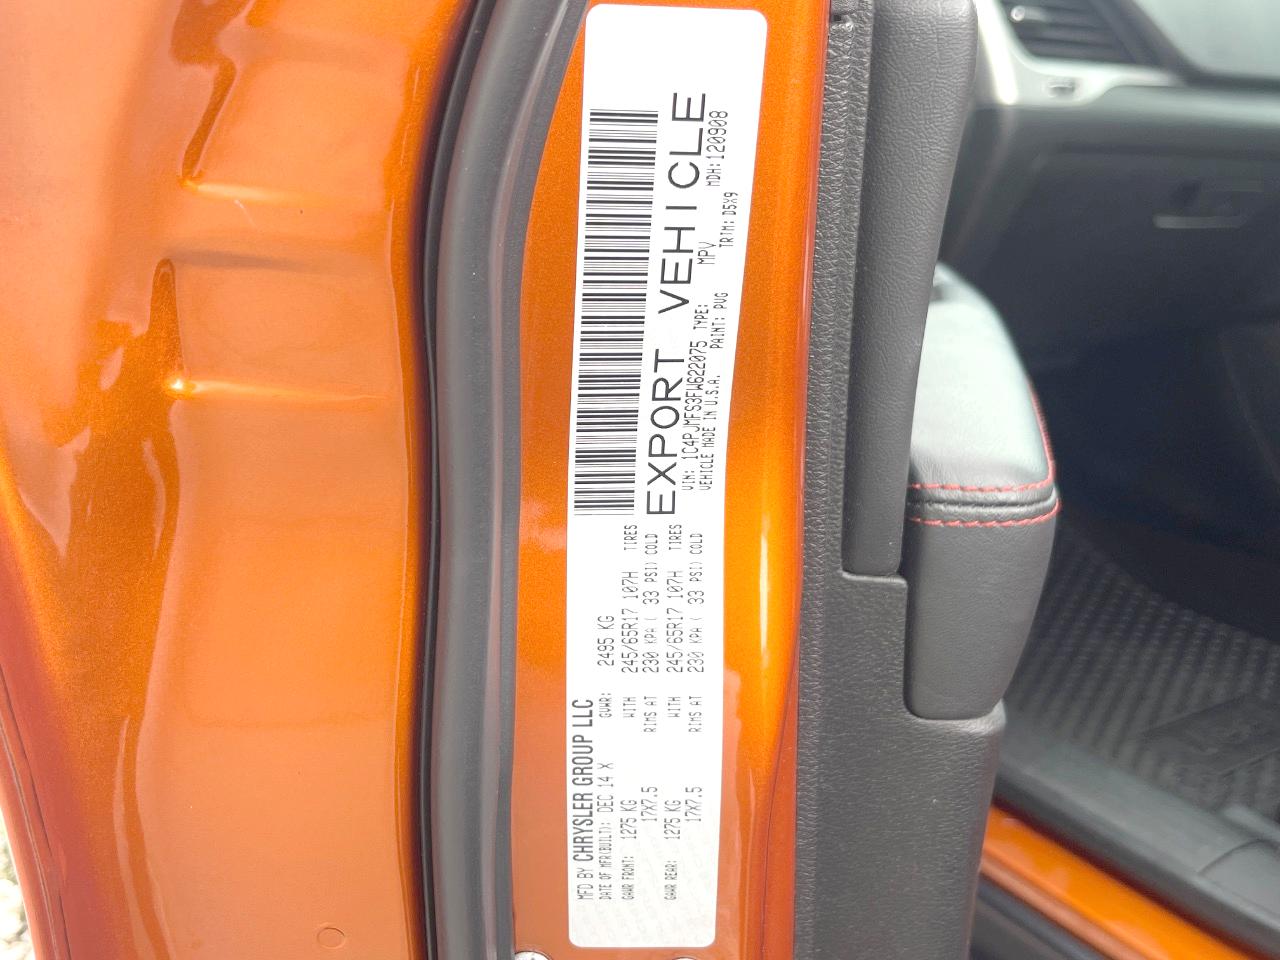 MFD BY CHRYSLER GROUP LLC
DATE OF MFR(BUILT): DEC 14 X GVWR: 2495 KG
GAWR FRONT: 1275 KG WITH 245/65R17 107H TIRES
17X7.5 RIMS AT 230 KPA ( 33 PSI) COLD
GAWR REAR: 1275 KG WITH 245/65R17 107H TIRES
17X7.5 RIMS AT 230 KPA ( 33 PSI) COLD
EXPORT VEHICLE
VIN: 1C4PJMFS3FW622075 TYPE: MPV MDH: 120908
VEHICLE MADE IN U.S.A. PAINT: PVG TRIM: D5X9